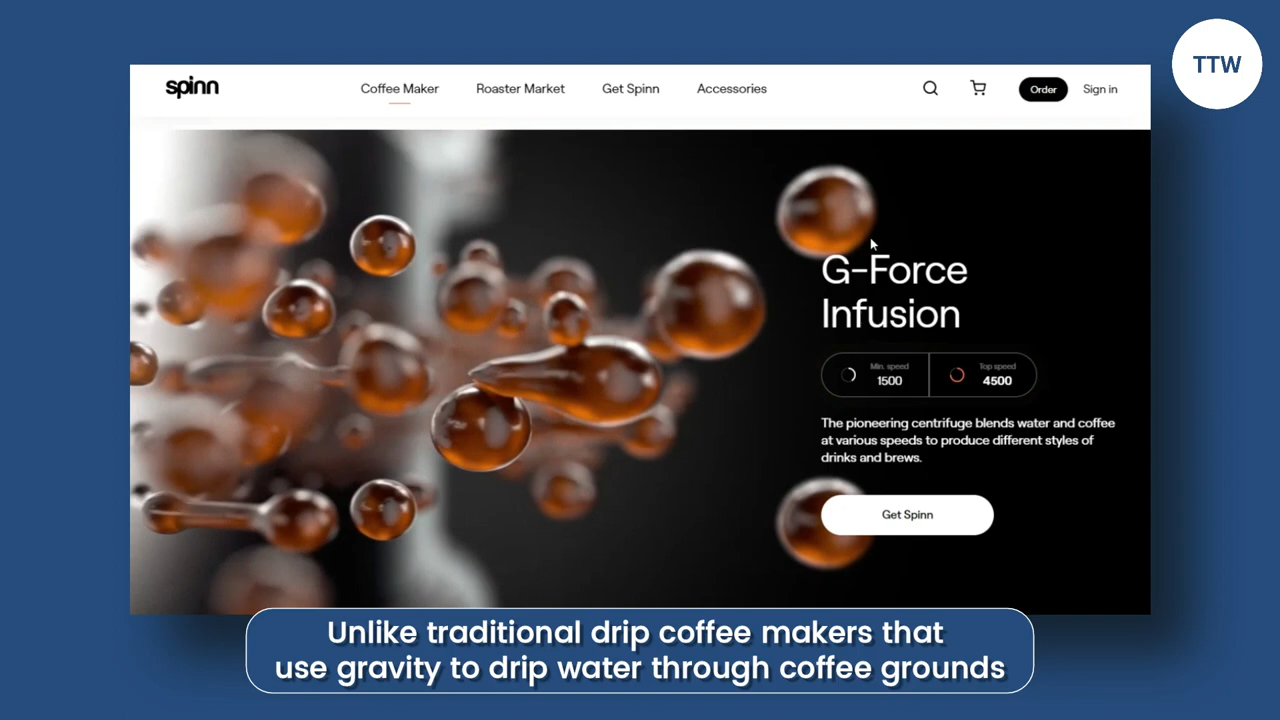 TTW
spinn
Coffee Maker
Roaster Market
Get Spinn
Accessories
Order
Sign in
G-Force
Infusion
Min. speed
1500
Top speed
4500
The pioneering centrifuge blends water and coffee
at various speeds to produce different styles of
drinks and brews.
Get Spinn
Unlike traditional drip coffee makers that
use gravity to drip water through coffee grounds